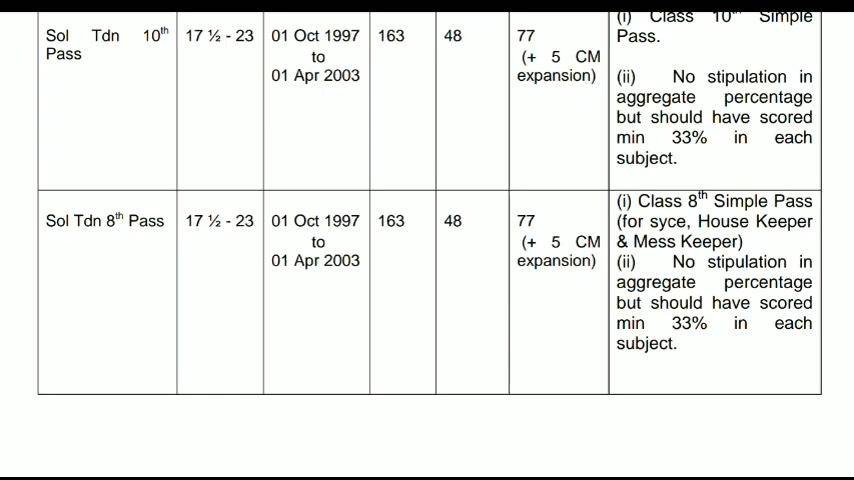 (i) Class 10th Simple
Sol Tdn 10th 17 ½ - 23 01 Oct 1997 163 48 77 Pass.
Pass to (+ 5 CM
01 Apr 2003 expansion) (ii) No stipulation in
aggregate percentage
but should have scored
min 33% in each
subject.
(i) Class 8th Simple Pass
Sol Tdn 8th Pass 17 ½ - 23 01 Oct 1997 163 48 77 (for syce, House Keeper
to (+ 5 CM & Mess Keeper)
01 Apr 2003 expansion) (ii) No stipulation in
aggregate percentage
but should have scored
min 33% in each
subject.